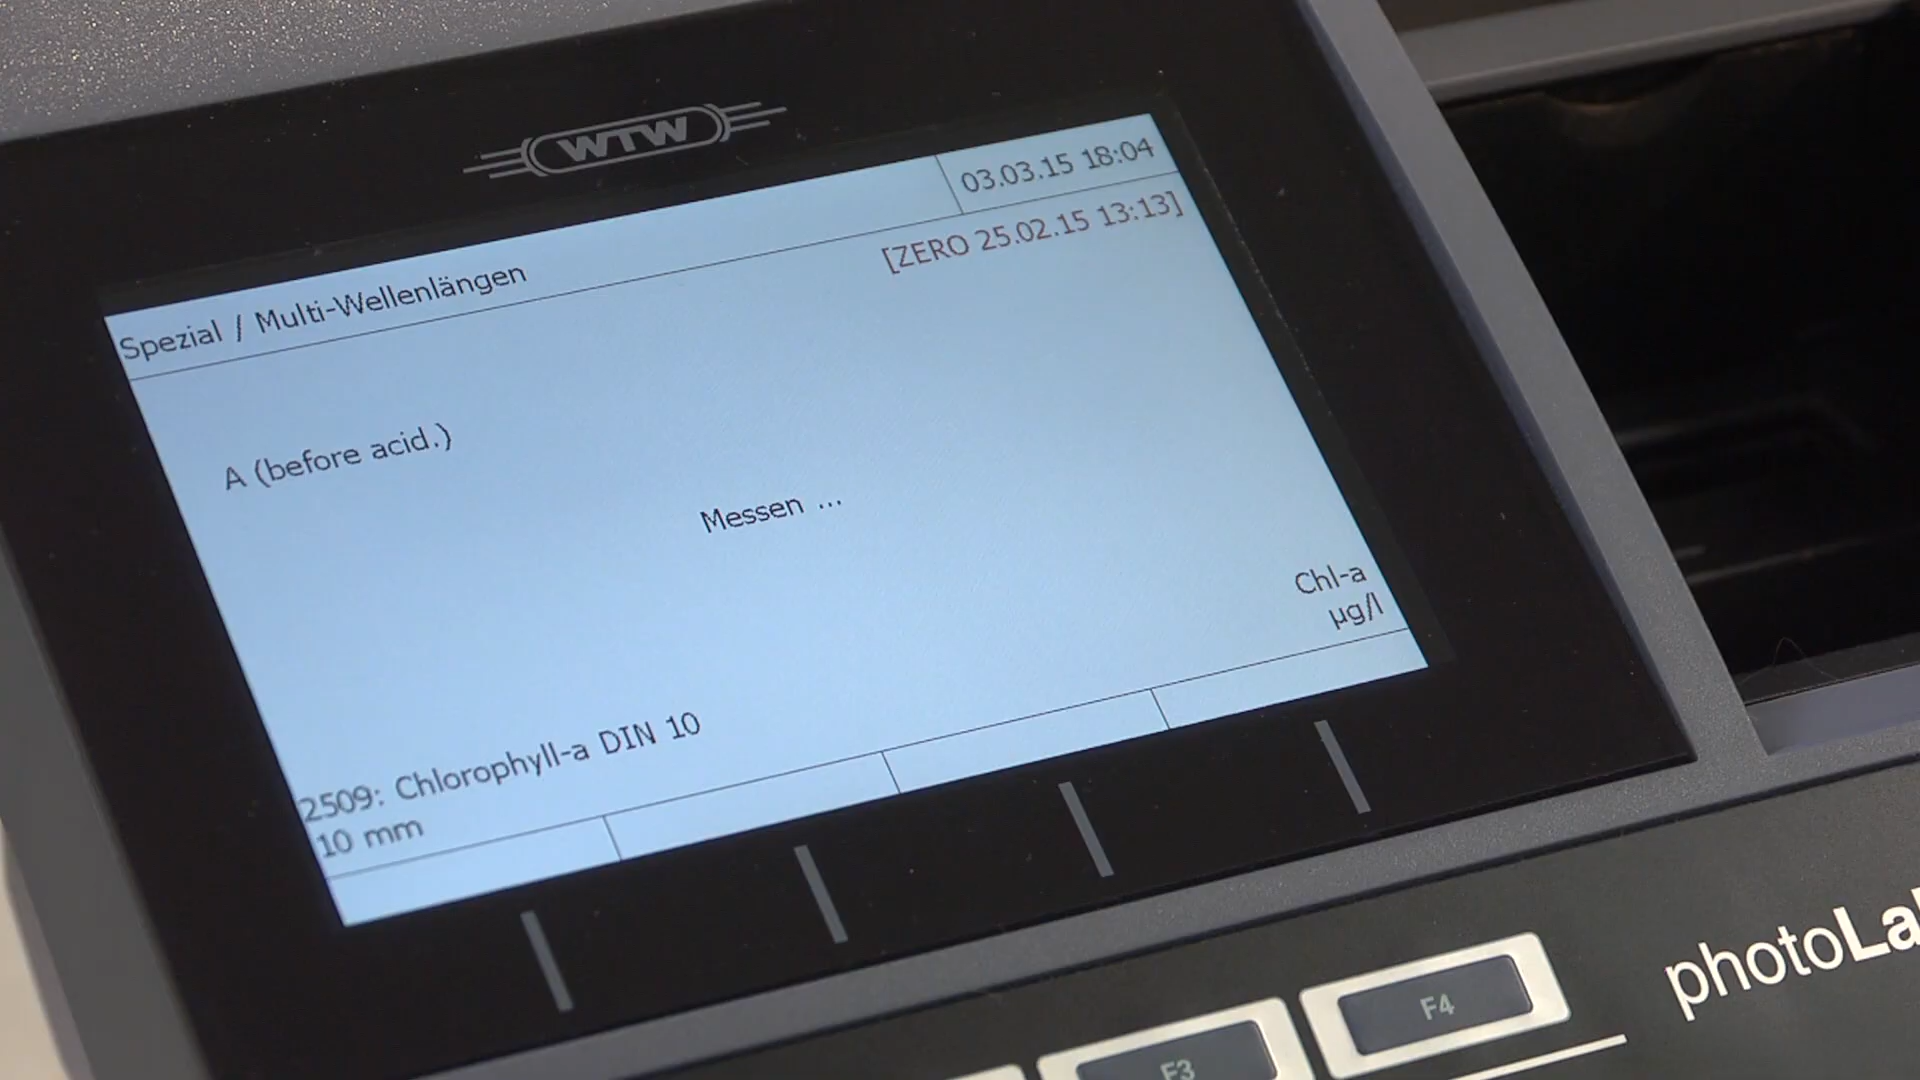 WTW
03.03.15 18:04
Spezial / Multi-Wellenlängen
[ZERO 25.02.15 13:13]
A (before acid.)
Messen ...
Chl-a
µg/l
2509: Chlorophyll-a DIN 10
10 mm
photoLa
F3
F4